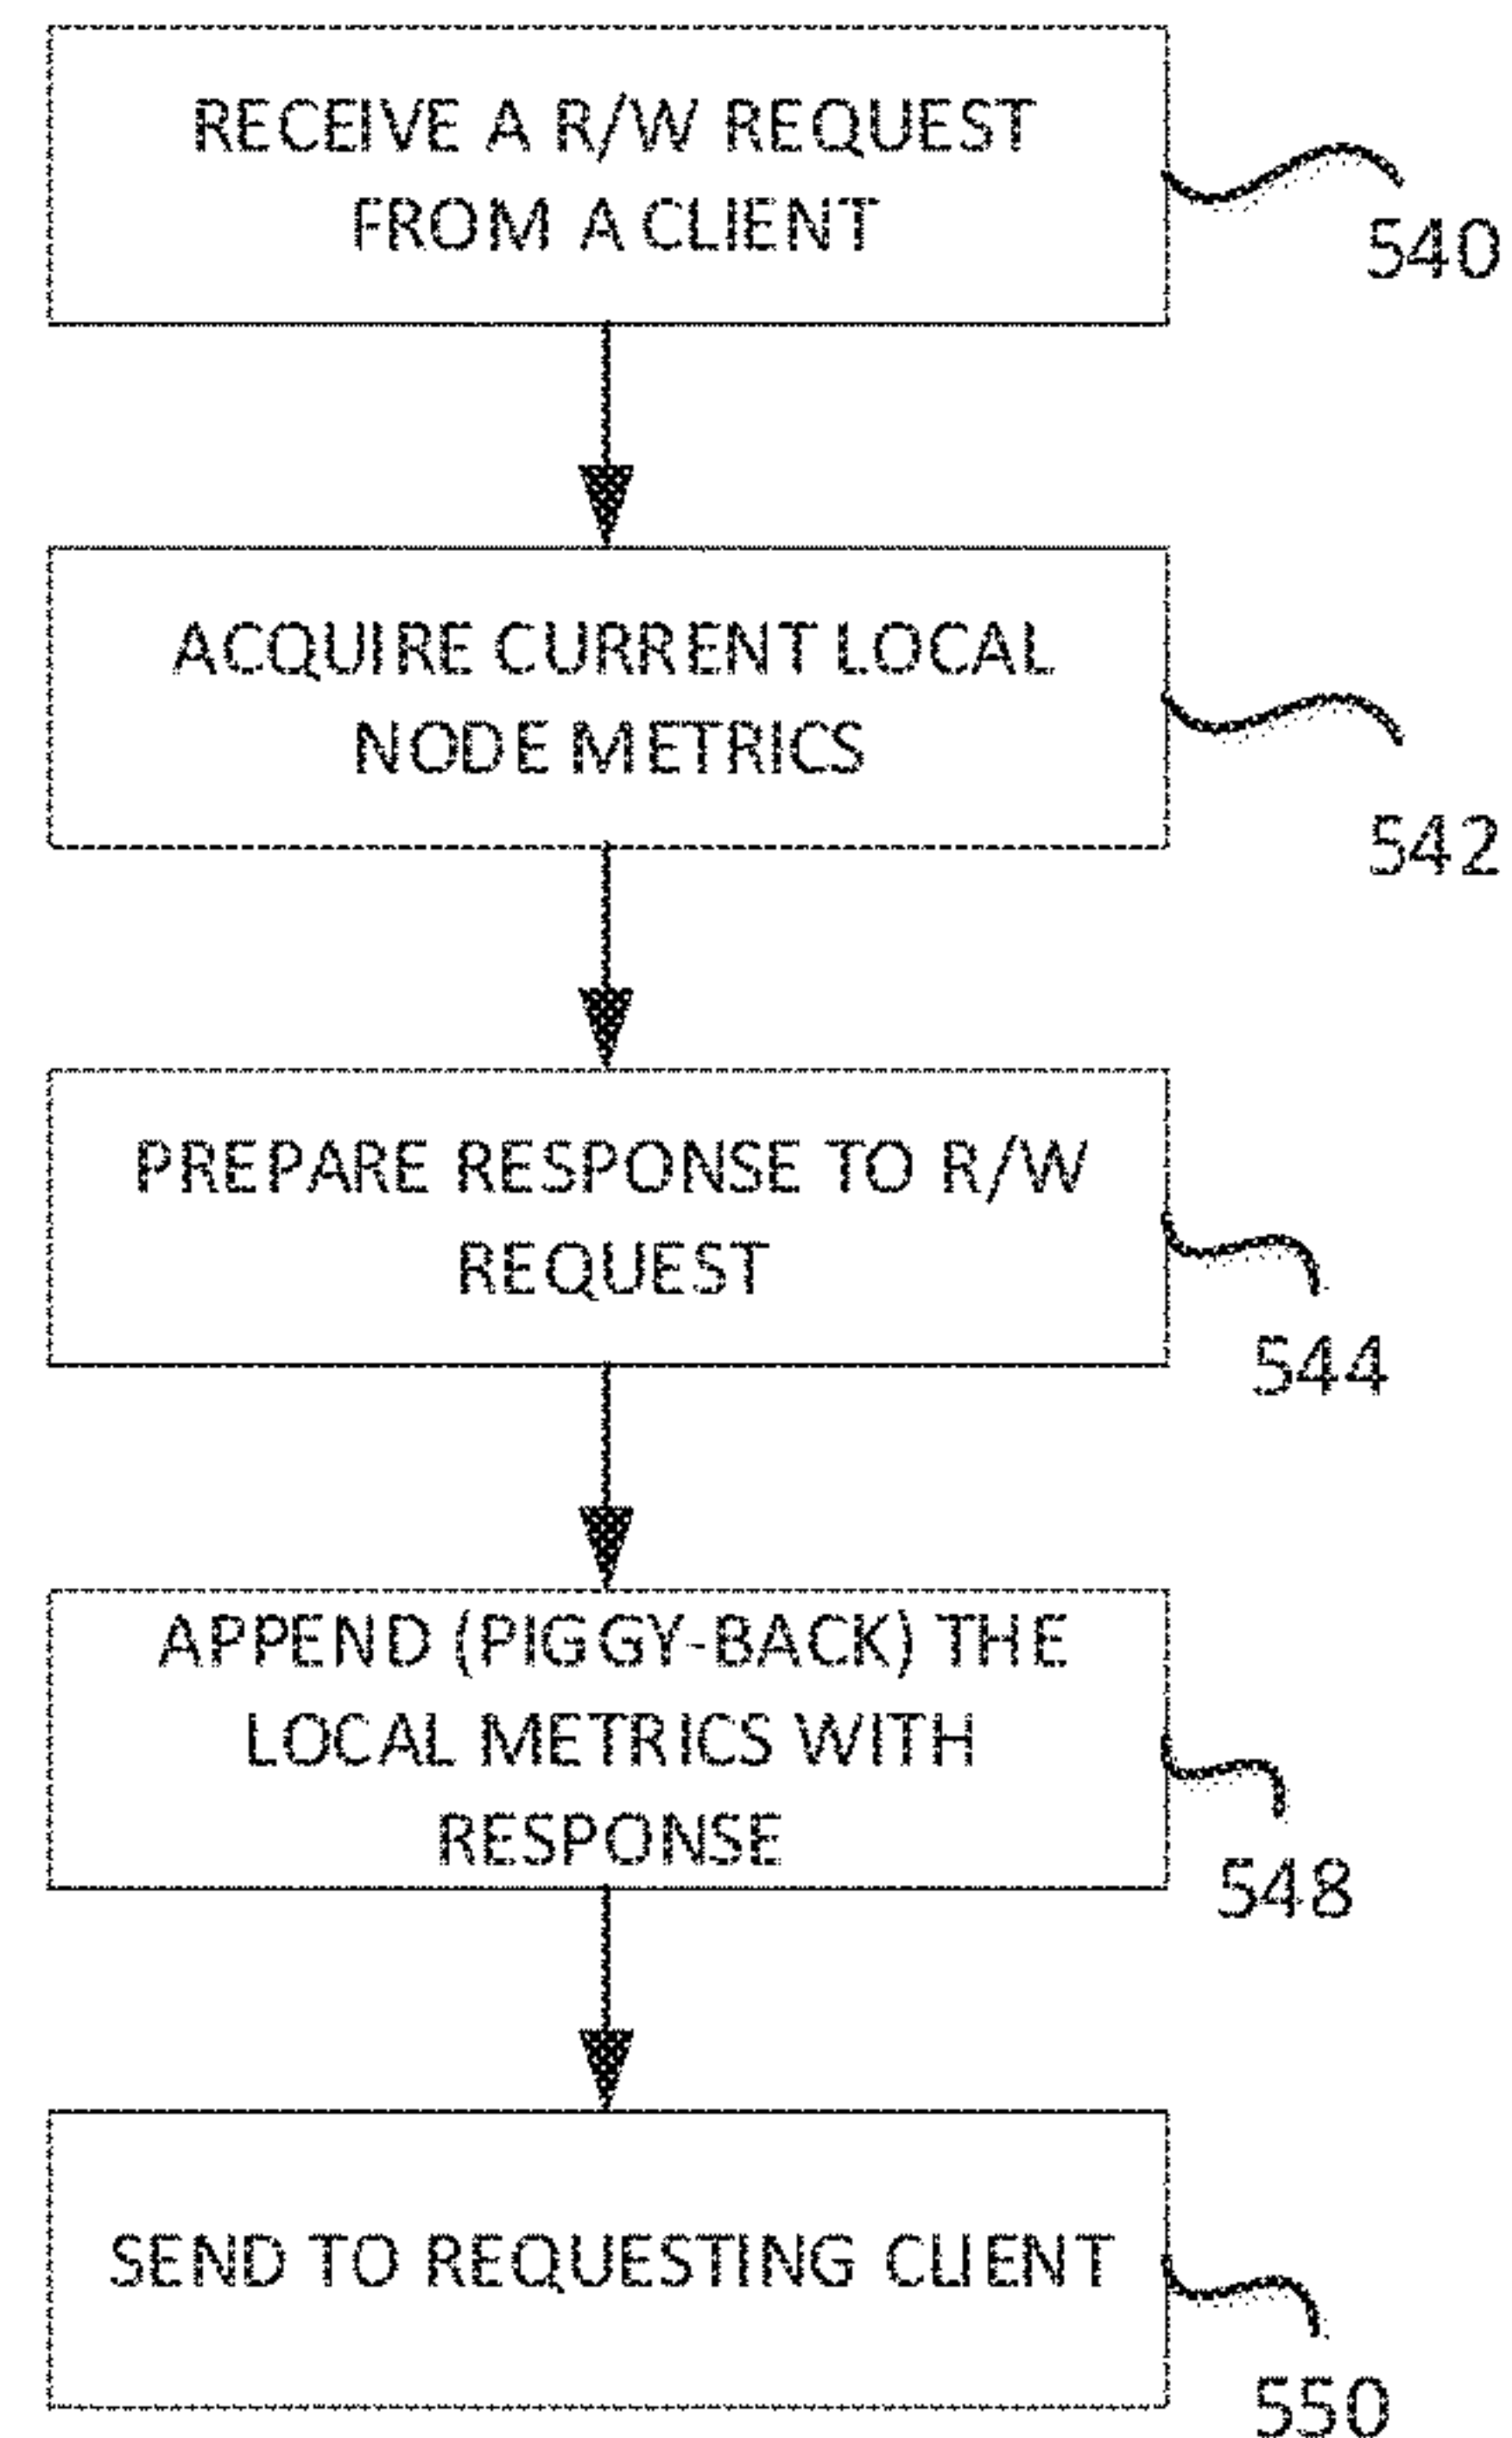 RECEIVE A R/W REQUEST
FROM A CLIENT
540
ACQUIRE CURRENT LOCAL
NODE METRICS
542
PREPARE RESPONSE TO R/W
REQUEST
544
APPEND (PIGGY-BACK) THE
LOCAL METRICS WITH
RESPONSE
548
SEND TO REQUESTING CLIENT
550